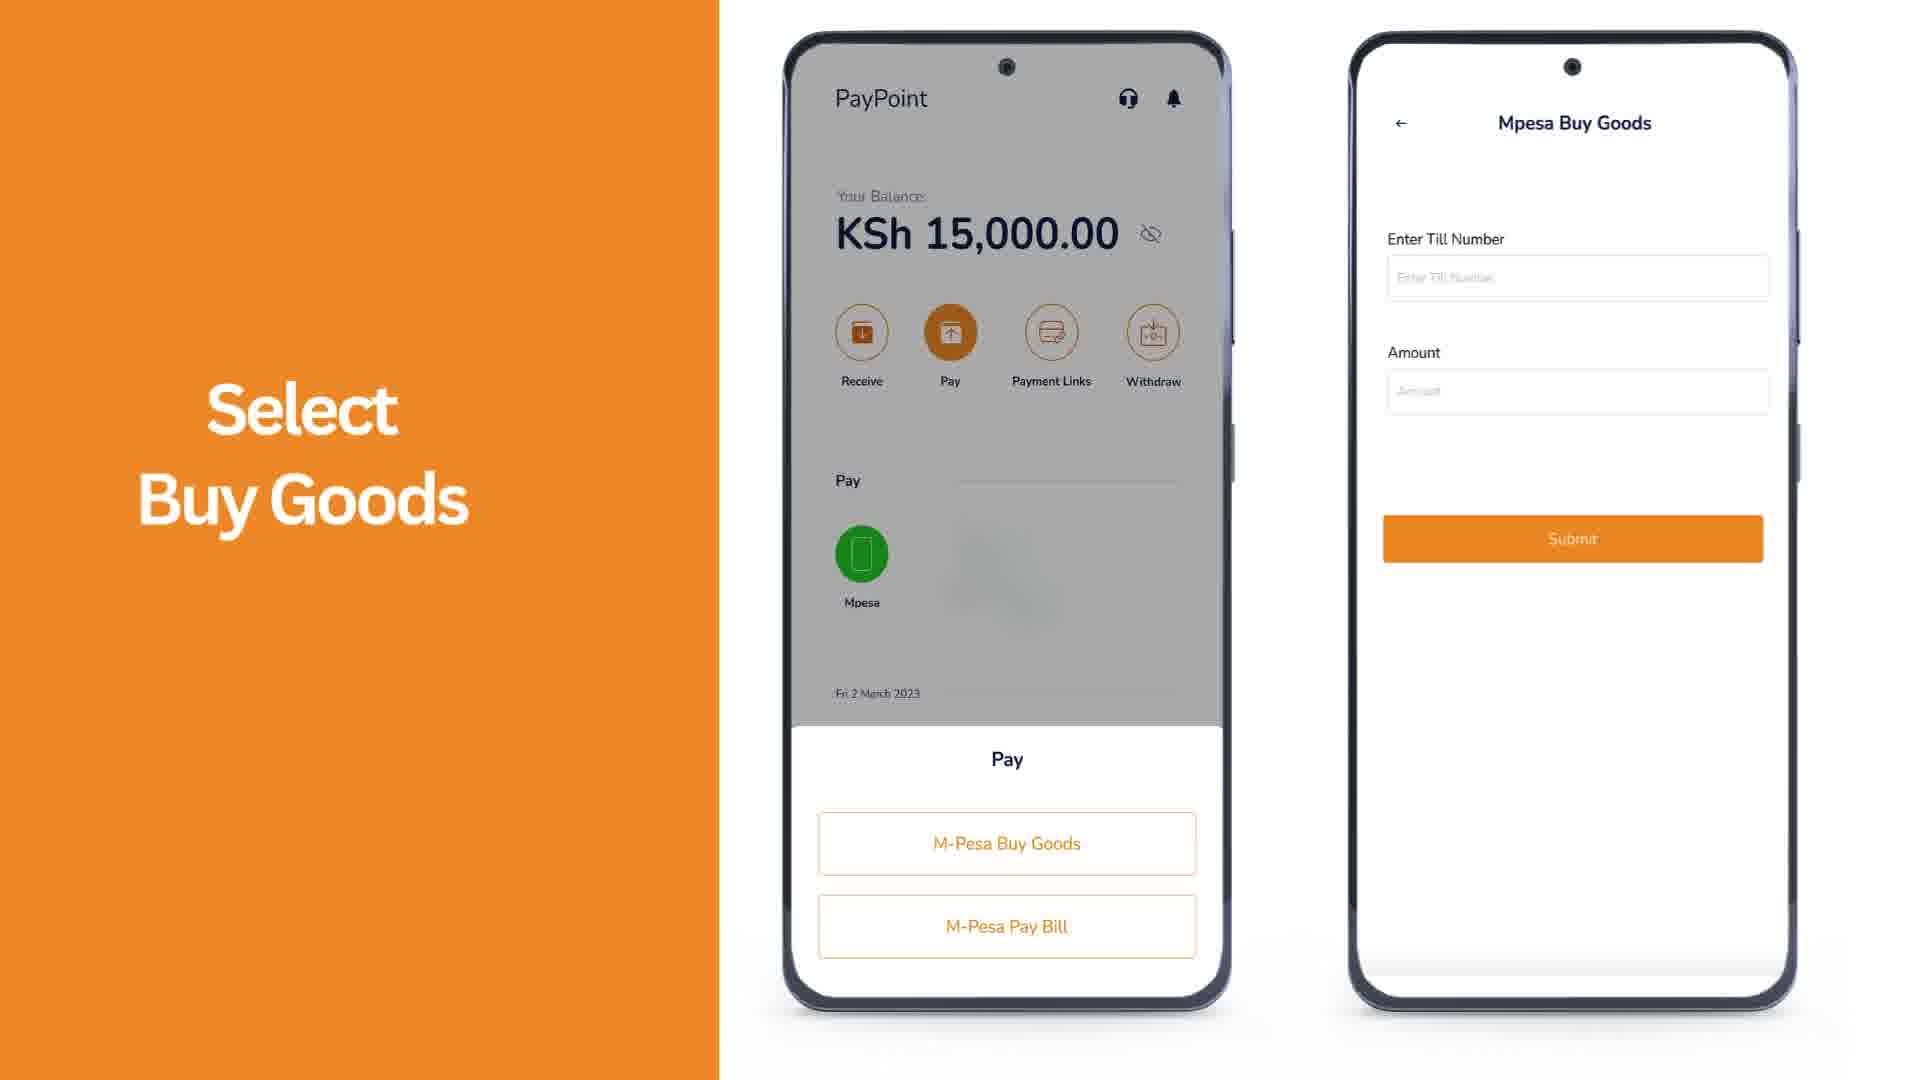 Select
Buy Goods
PayPoint
Your Balance:
KSh 15,000.00
Receive
Pay
Payment Links
Withdraw
Pay
Mpesa
Fri 2 March 2023
Pay
M-Pesa Buy Goods
M-Pesa Pay Bill
Mpesa Buy Goods
Enter Till Number
Enter Till Number
Amount
Amount
Submit